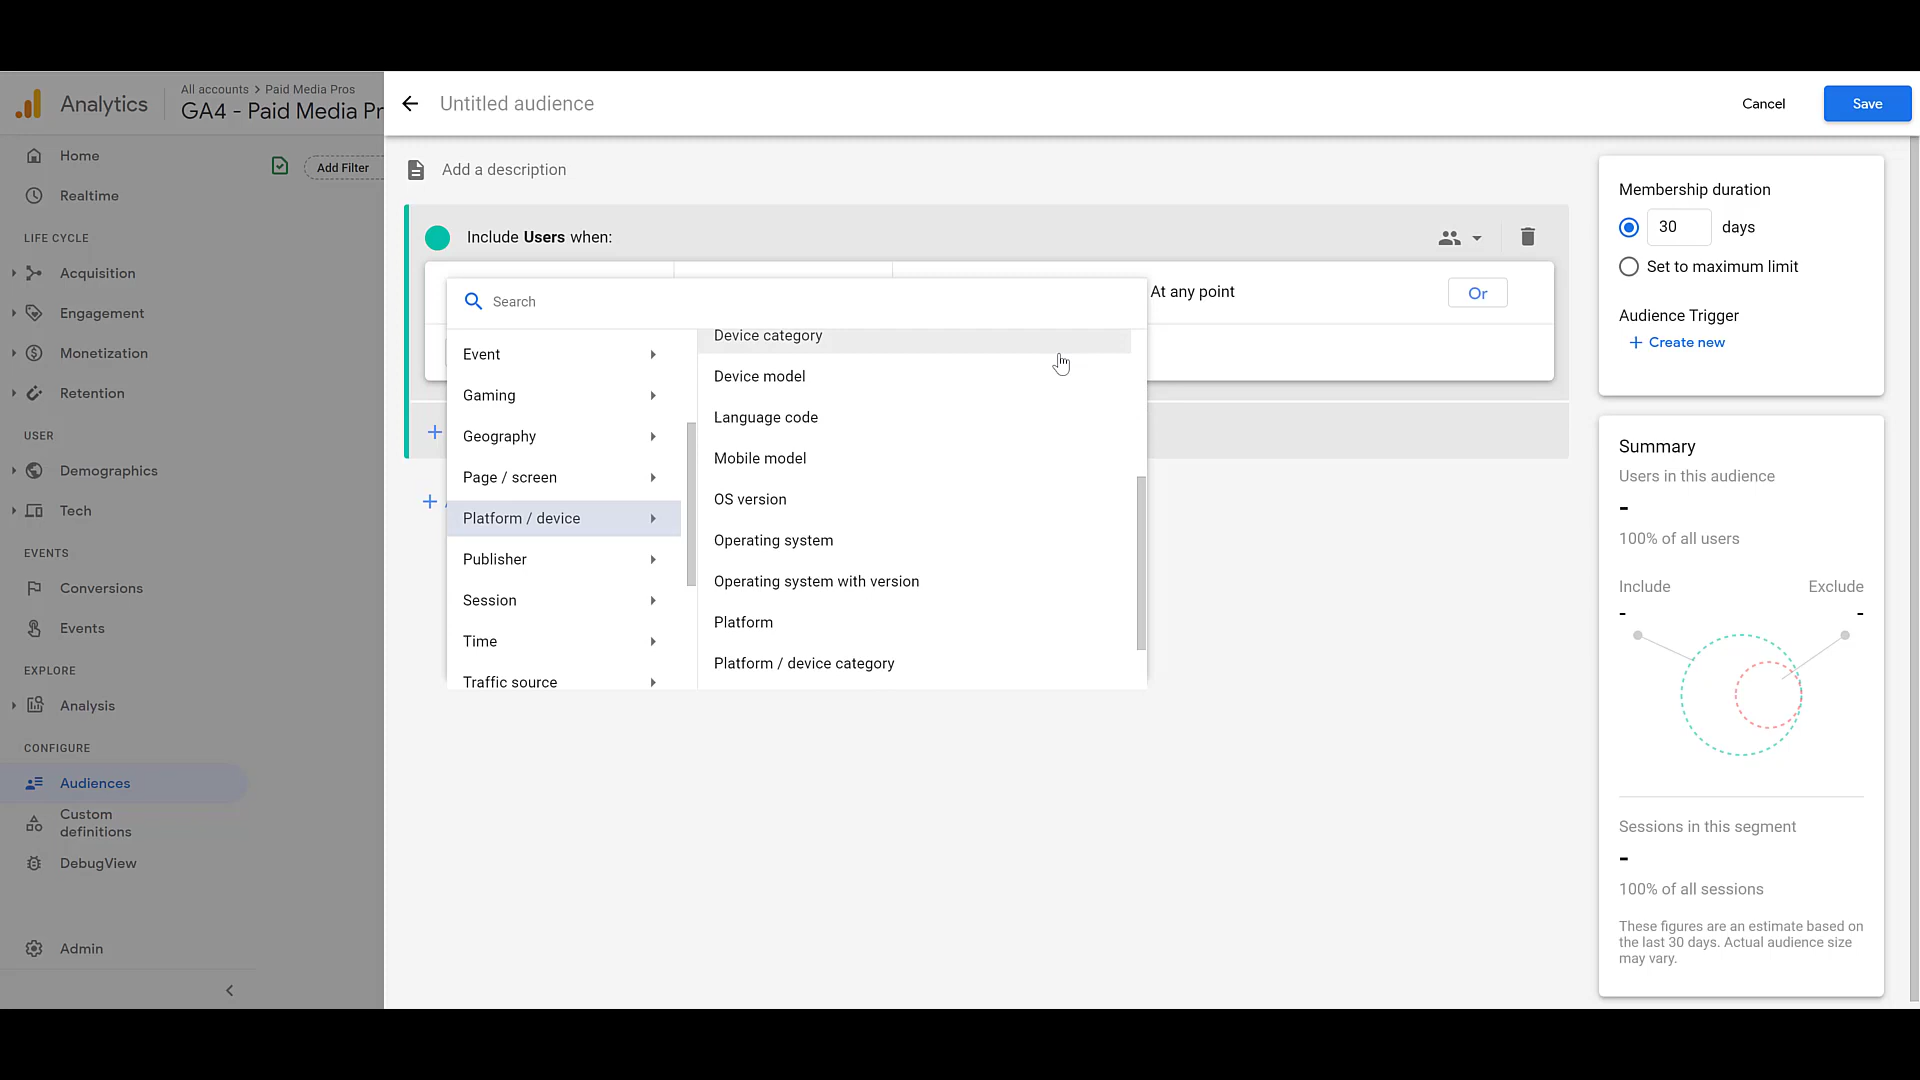 Analytics
All accounts > Paid Media Pros
GA4 - Paid Media Pr
Untitled audience
Cancel
Save
Home
Realtime
LIFE CYCLE
Acquisition
Engagement
Monetization
Retention
USER
Demographics
Tech
EVENTS
Conversions
Events
EXPLORE
Analysis
CONFIGURE
Audiences
Custom
definitions
DebugView
Admin
Add Filter
Add a description
Include Users when:
At any point
Or
Search
Event
Gaming
Geography
Page / screen
Platform / device
Publisher
Session
Time
Traffic source
Device category
Device model
Language code
Mobile model
OS version
Operating system
Operating system with version
Platform
Platform / device category
Membership duration
30 days
Set to maximum limit
Audience Trigger
+ Create new
Summary
Users in this audience
-
100% of all users
Include Exclude
- -
Sessions in this segment
-
100% of all sessions
These figures are an estimate based on
the last 30 days. Actual audience size
may vary.